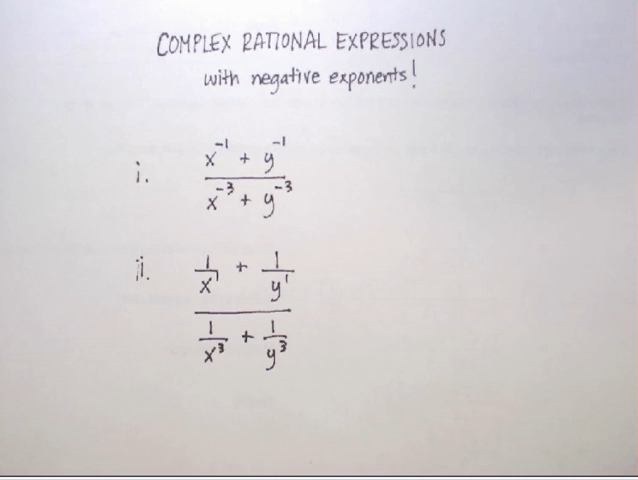 COMPLEX RATIONAL EXPRESSIONS
with negative exponents!
i. (x^-1 + y^-1)/(x^-3 + y^-3)
ii. (1/x^1 + 1/y^1)/(1/x^3 + 1/y^3)